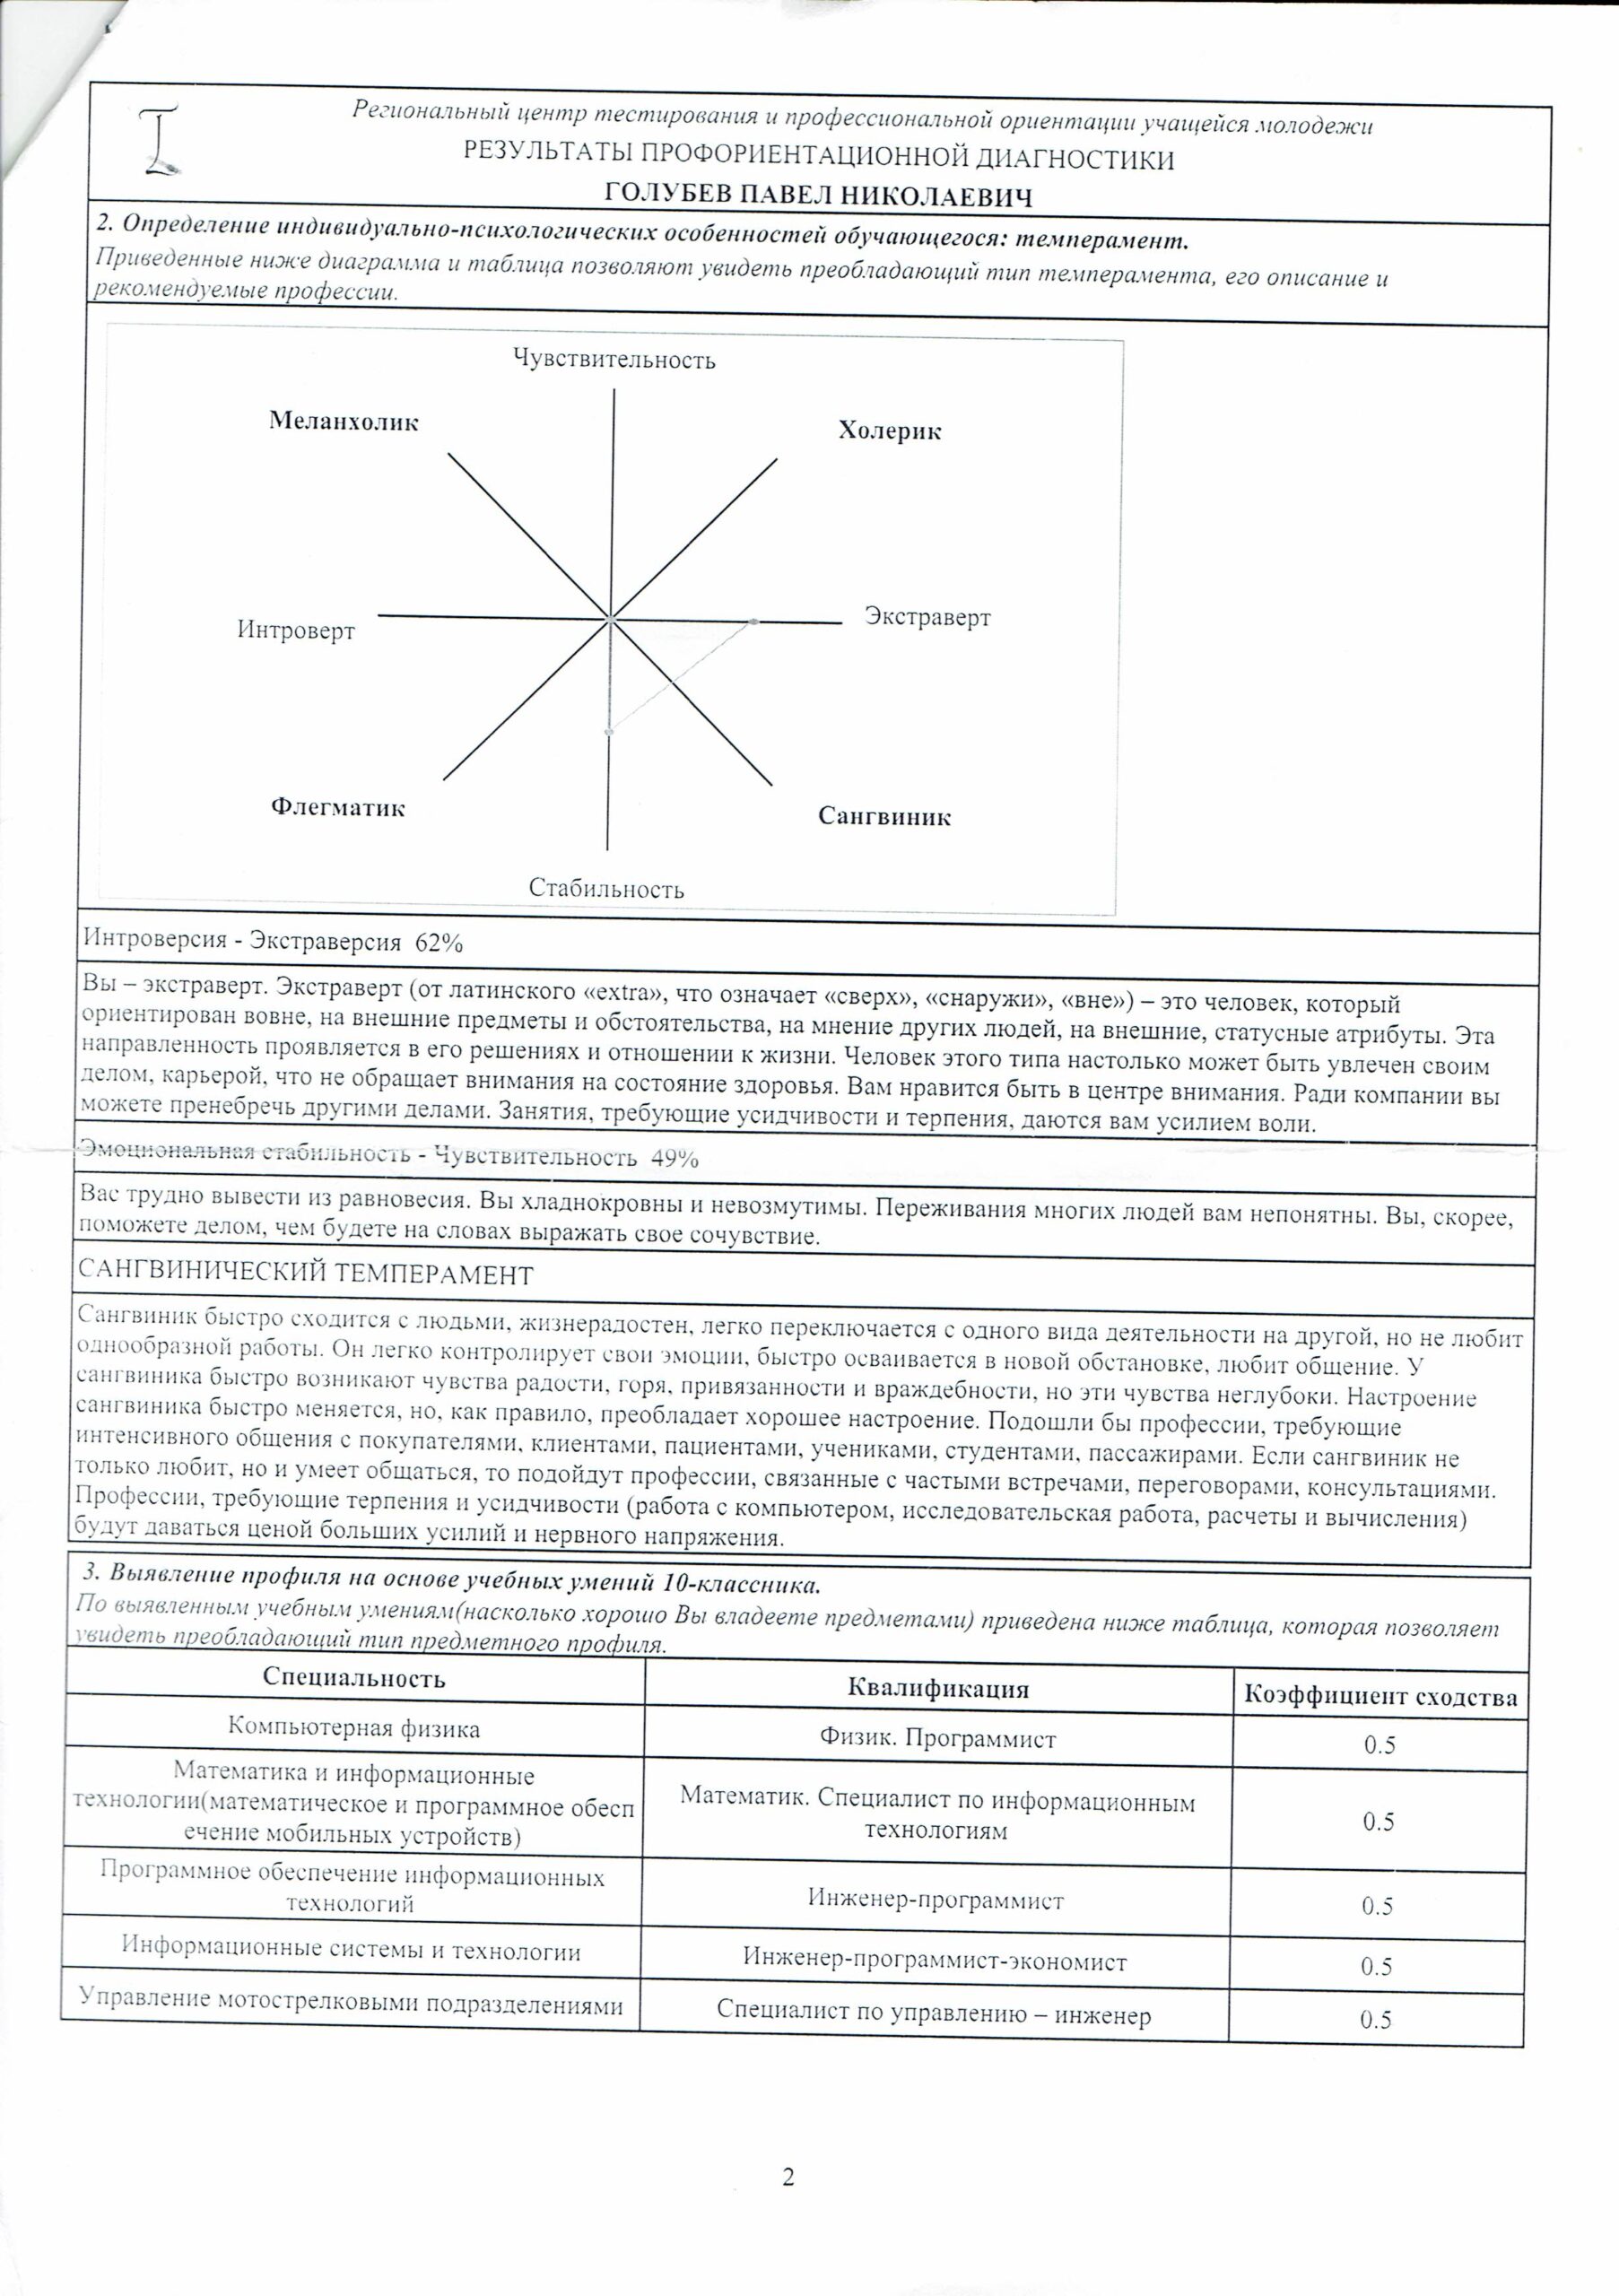 Региональный центр тестирования и профессиональной ориентации учащейся молодежи
РЕЗУЛЬТАТЫ ПРОФОРИЕНТАЦИОННОЙ ДИАГНОСТИКИ
ГОЛУБЕВ ПАВЕЛ НИКОЛАЕВИЧ
2. Определение индивидуально-психологических особенностей обучающегося: темперамент.
Приведенные ниже диаграмма и таблица позволяют увидеть преобладающий тип темперамента, его описание и
рекомендуемые профессии.
Чувствительность
Меланхолик
Холерик
Интроверт
Экстраверт
Флегматик
Сангвиник
Стабильность
Интроверсия - Экстраверсия 62%
Вы – экстраверт. Экстраверт (от латинского «extra», что означает «сверх», «снаружи», «вне») – это человек, который
ориентирован вовне, на внешние предметы и обстоятельства, на мнение других людей, на внешние, статусные атрибуты. Эта
направленность проявляется в его решениях и отношении к жизни. Человек этого типа настолько может быть увлечен своим
делом, карьерой, что не обращает внимания на состояние здоровья. Вам нравится быть в центре внимания. Ради компании вы
можете пренебречь другими делами. Занятия, требующие усидчивости и терпения, даются вам усилием воли.
Эмоциональная стабильность - Чувствительность 49%
Вас трудно вывести из равновесия. Вы хладнокровны и невозмутимы. Переживания многих людей вам непонятны. Вы, скорее,
поможете делом, чем будете на словах выражать свое сочувствие.
САНГВИНИЧЕСКИЙ ТЕМПЕРАМЕНТ
Сангвиник быстро сходится с людьми, жизнерадостен, легко переключается с одного вида деятельности на другой, но не любит
однообразной работы. Он легко контролирует свои эмоции, быстро осваивается в новой обстановке, любит общение. У
сангвиника быстро возникают чувства радости, горя, привязанности и враждебности, но эти чувства неглубоки. Настроение
сангвиника быстро меняется, но, как правило, преобладает хорошее настроение. Подошли бы профессии, требующие
интенсивного общения с покупателями, клиентами, пациентами, учениками, студентами, пассажирами. Если сангвиник не
только любит, но и умеет общаться, то подойдут профессии, связанные с частыми встречами, переговорами, консультациями.
Профессии, требующие терпения и усидчивости (работа с компьютером, исследовательская работа, расчеты и вычисления)
будут даваться ценой больших усилий и нервного напряжения.
3. Выявление профиля на основе учебных умений 10-классника.
По выявленным учебным умениям(насколько хорошо Вы владеете предметами) приведена ниже таблица, которая позволяет
увидеть преобладающий тип предметного профиля.
Специальность Квалификация Коэффициент сходства
Компьютерная физика Физик. Программист 0.5
Математика и информационные
технологии(математическое и программное обесп
ечение мобильных устройств)
Математик. Специалист по информационным
технологиям
0.5
Программное обеспечение информационных
технологий
Инженер-программист 0.5
Информационные системы и технологии Инженер-программист-экономист 0.5
Управление мотострелковыми подразделениями Специалист по управлению – инженер 0.5
2